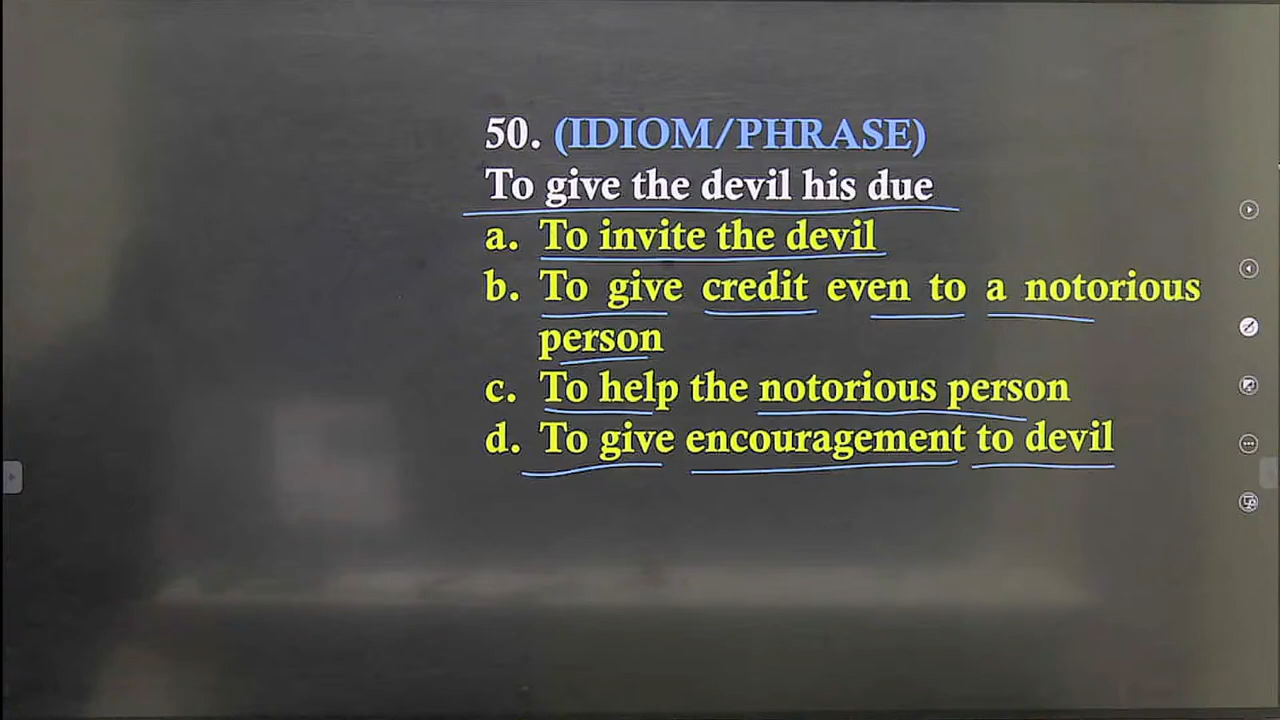 50. (IDIOM/PHRASE)
To give the devil his due
a. To invite the devil
b. To give credit even to a notorious
person
c. To help the notorious person
d. To give encouragement to devil